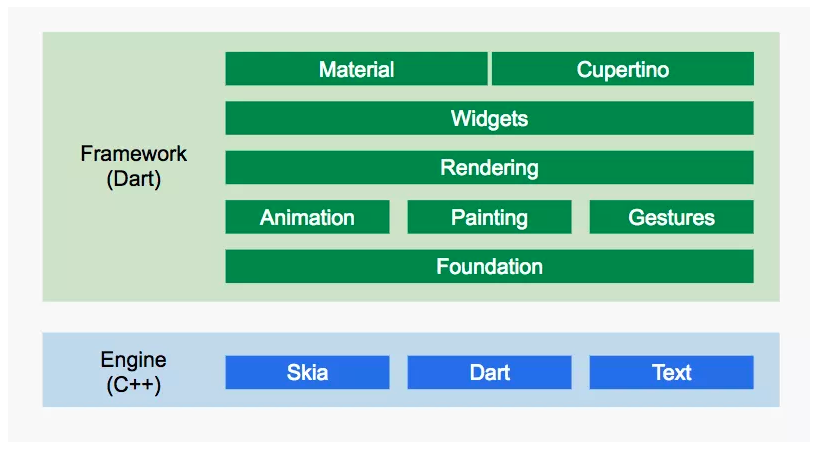 Material
Cupertino
Widgets
Framework
(Dart)
Rendering
Animation
Painting
Gestures
Foundation
Engine
(C++)
Skia
Dart
Text